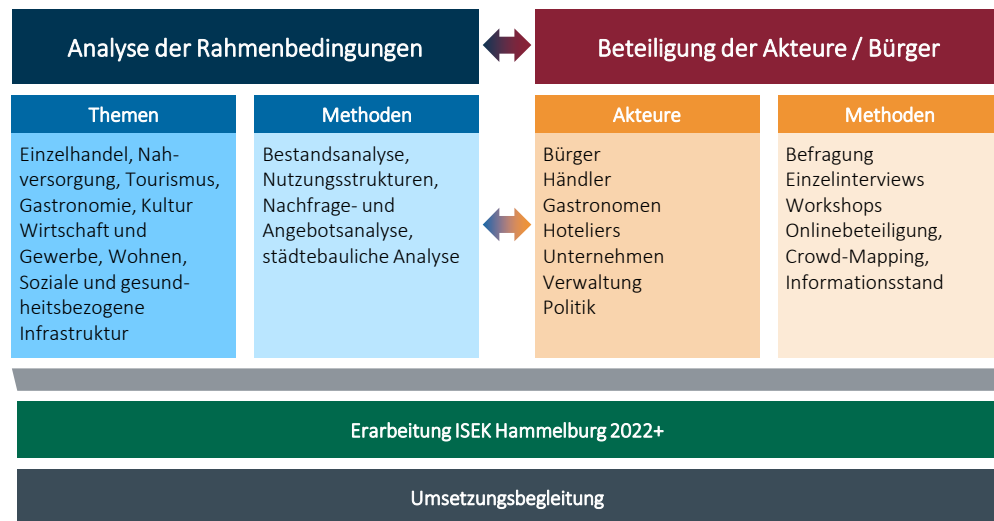 Analyse der Rahmenbedingungen
Beteiligung der Akteure / Bürger
Themen
Einzelhandel, Nah-
versorgung, Tourismus,
Gastronomie, Kultur
Wirtschaft und
Gewerbe, Wohnen,
Soziale und gesund-
heitsbezogene
Infrastruktur
Methoden
Bestandsanalyse,
Nutzungsstrukturen,
Nachfrage- und
Angebotsanalyse,
städtebauliche Analyse
Akteure
Bürger
Händler
Gastronomen
Hoteliers
Unternehmen
Verwaltung
Politik
Methoden
Befragung
Einzelinterviews
Workshops
Onlinebeteiligung,
Crowd-Mapping,
Informationsstand
Erarbeitung ISEK Hammelburg 2022+
Umsetzungsbegleitung